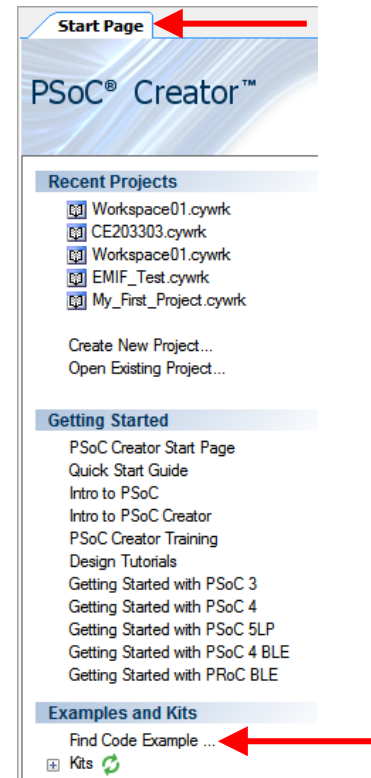 Start Page
PSoC® Creator™
Recent Projects
Workspace01.cywrk
CE203303.cywrk
Workspace01.cywrk
EMIF_Test.cywrk
My_First_Project.cywrk
Create New Project...
Open Existing Project...
Getting Started
PSoC Creator Start Page
Quick Start Guide
Intro to PSoC
Intro to PSoC Creator
PSoC Creator Training
Design Tutorials
Getting Started with PSoC 3
Getting Started with PSoC 4
Getting Started with PSoC 5LP
Getting Started with PSoC 4 BLE
Getting Started with PRoC BLE
Examples and Kits
Find Code Example ...
Kits